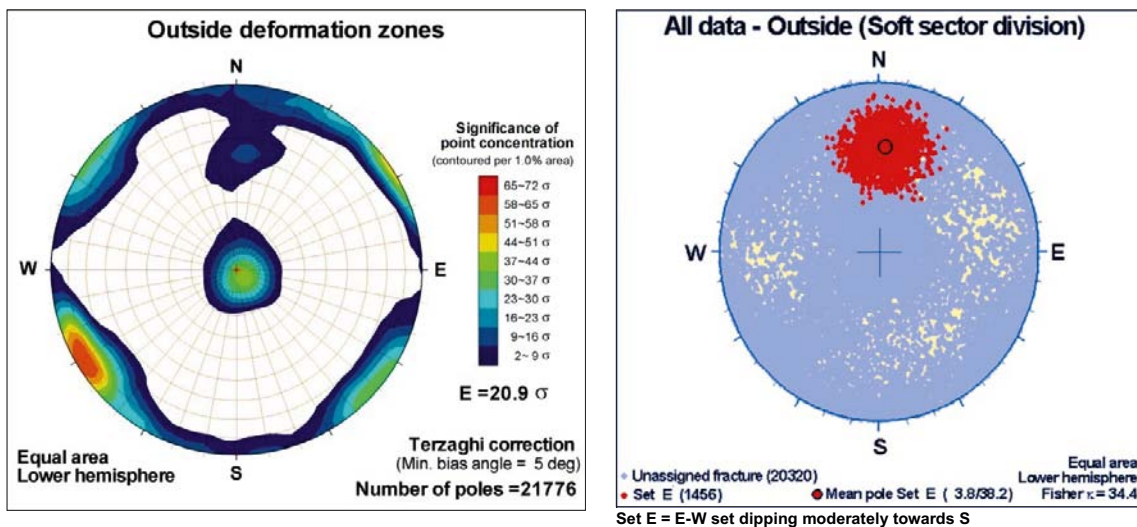 Outside deformation zones
N
W
E
S
Significance of
point concentration
(contoured per 1.0% area)
65~72 σ
58~65 σ
51~58 σ
44~51 σ
37~44 σ
30~37 σ
23~30 σ
16~23 σ
9~16 σ
2~ 9 σ
E =20.9 σ
Terzaghi correction
(Min. bias angle = 5 deg)
Number of poles =21776
Equal area
Lower hemisphere
All data - Outside (Soft sector division)
N
W
E
S
Unassigned fracture (20320)
Set E (1456)
Mean pole Set E ( 3.8/38.2)
Equal area
Lower hemisphere
Fisher κ = 34.4
Set E = E-W set dipping moderately towards S